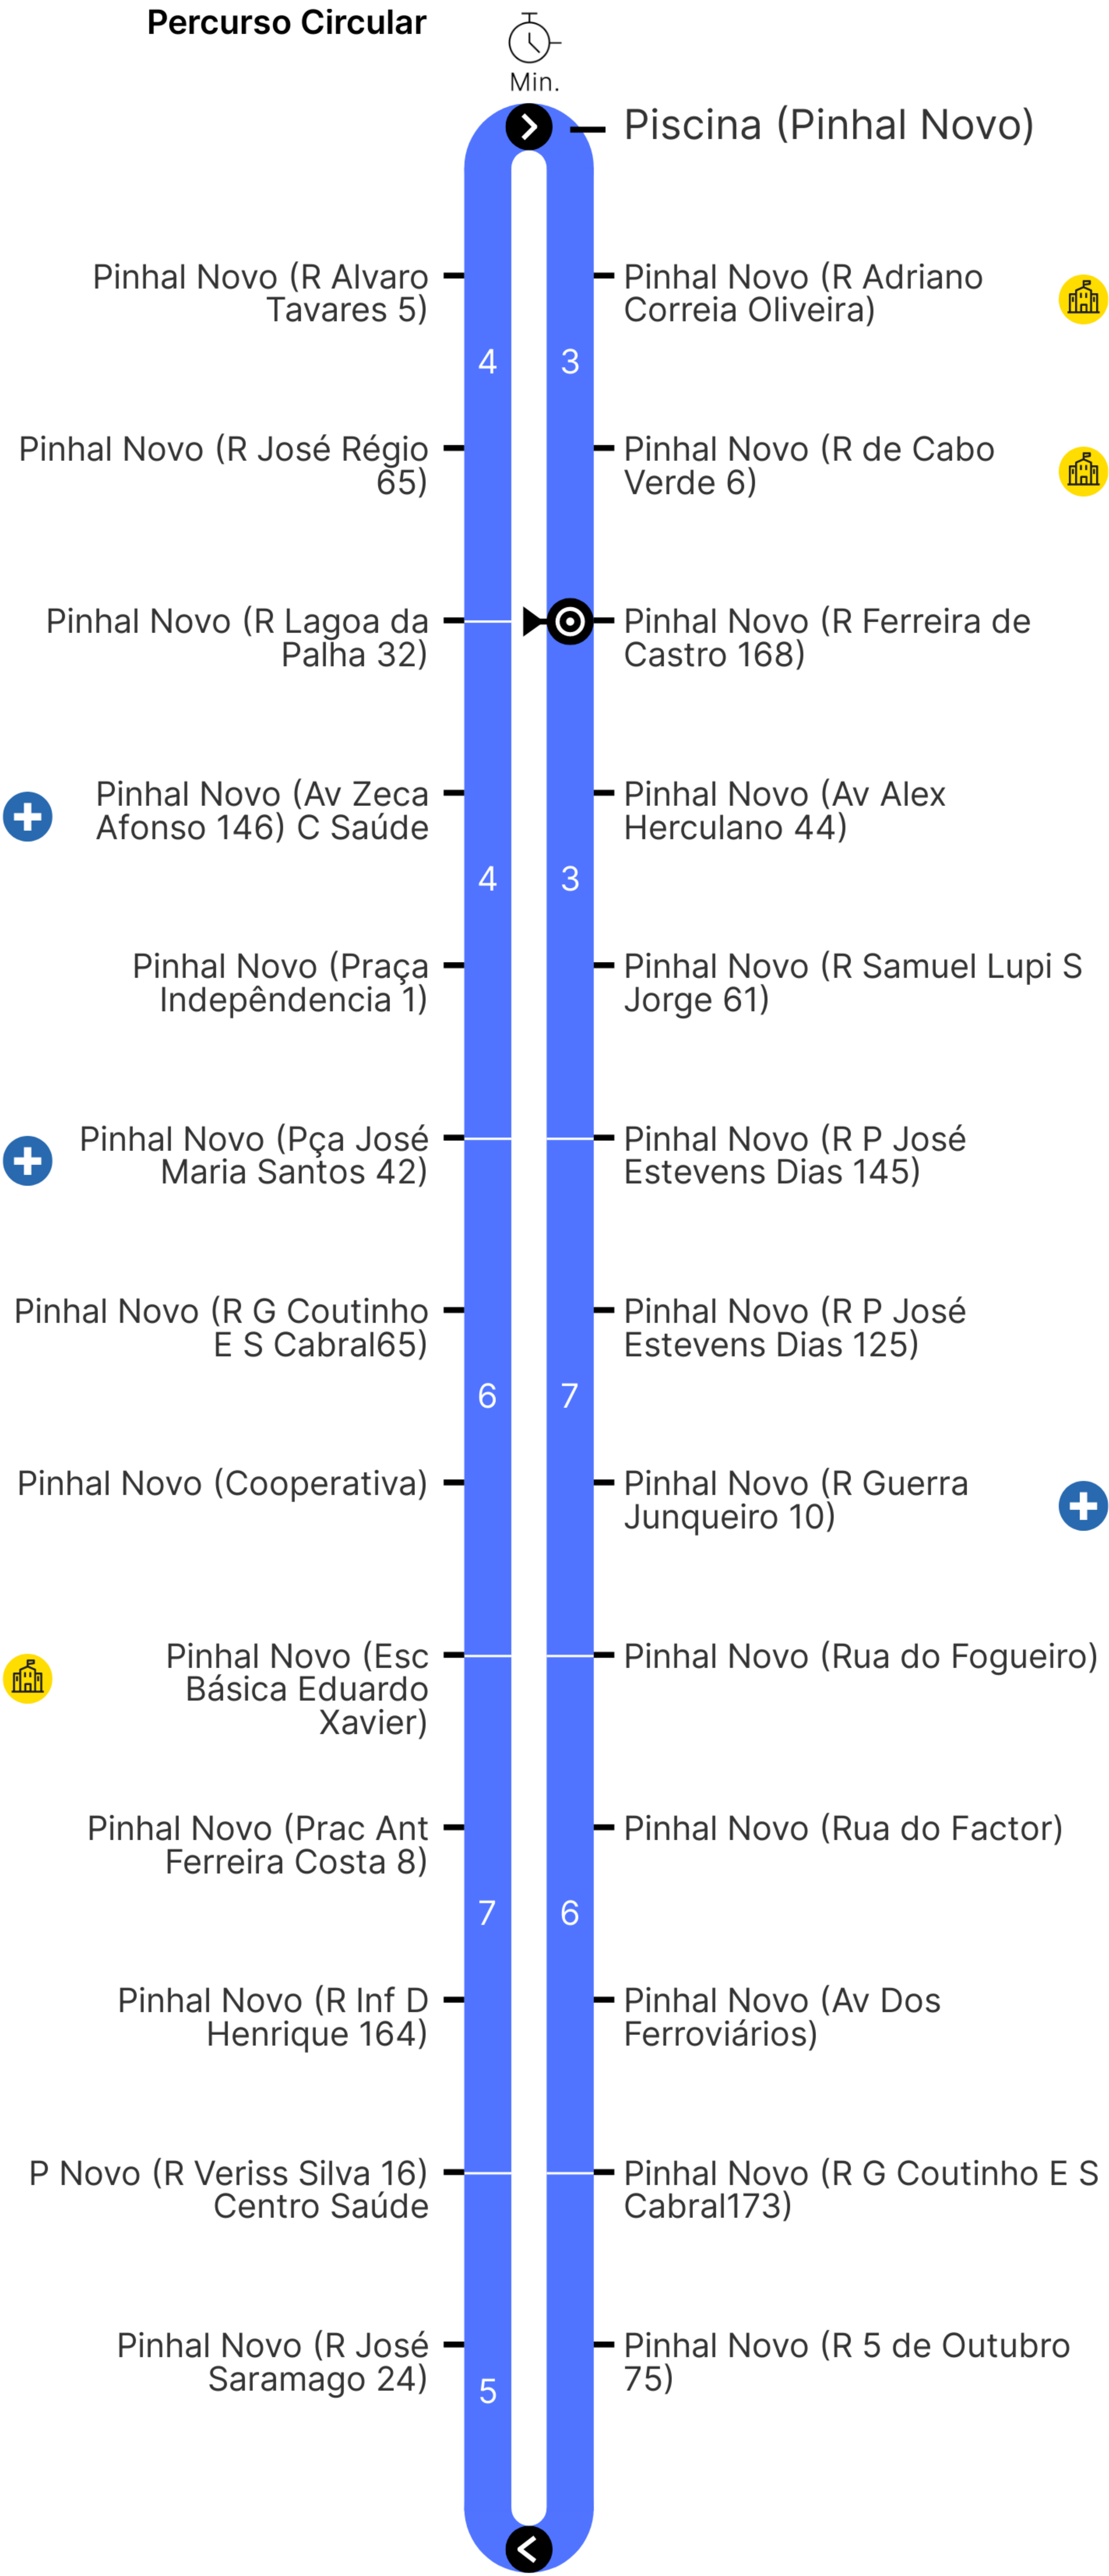 Percurso Circular
Min.
Piscina (Pinhal Novo)
Pinhal Novo (R Alvaro
Tavares 5)
Pinhal Novo (R Adriano
Correia Oliveira)
4
3
Pinhal Novo (R José Régio
65)
Pinhal Novo (R de Cabo
Verde 6)
Pinhal Novo (R Lagoa da
Palha 32)
Pinhal Novo (R Ferreira de
Castro 168)
Pinhal Novo (Av Zeca
Afonso 146) C Saúde
Pinhal Novo (Av Alex
Herculano 44)
4
3
Pinhal Novo (Praça
Indepêndencia 1)
Pinhal Novo (R Samuel Lupi S
Jorge 61)
Pinhal Novo (Pça José
Maria Santos 42)
Pinhal Novo (R P José
Estevens Dias 145)
Pinhal Novo (R G Coutinho
E S Cabral65)
Pinhal Novo (R P José
Estevens Dias 125)
6
7
Pinhal Novo (Cooperativa)
Pinhal Novo (R Guerra
Junqueiro 10)
Pinhal Novo (Esc
Básica Eduardo
Xavier)
Pinhal Novo (Rua do Fogueiro)
Pinhal Novo (Prac Ant
Ferreira Costa 8)
Pinhal Novo (Rua do Factor)
7
6
Pinhal Novo (R Inf D
Henrique 164)
Pinhal Novo (Av Dos
Ferroviários)
P Novo (R Veriss Silva 16)
Centro Saúde
Pinhal Novo (R G Coutinho E S
Cabral173)
Pinhal Novo (R José
Saramago 24)
Pinhal Novo (R 5 de Outubro
75)
5